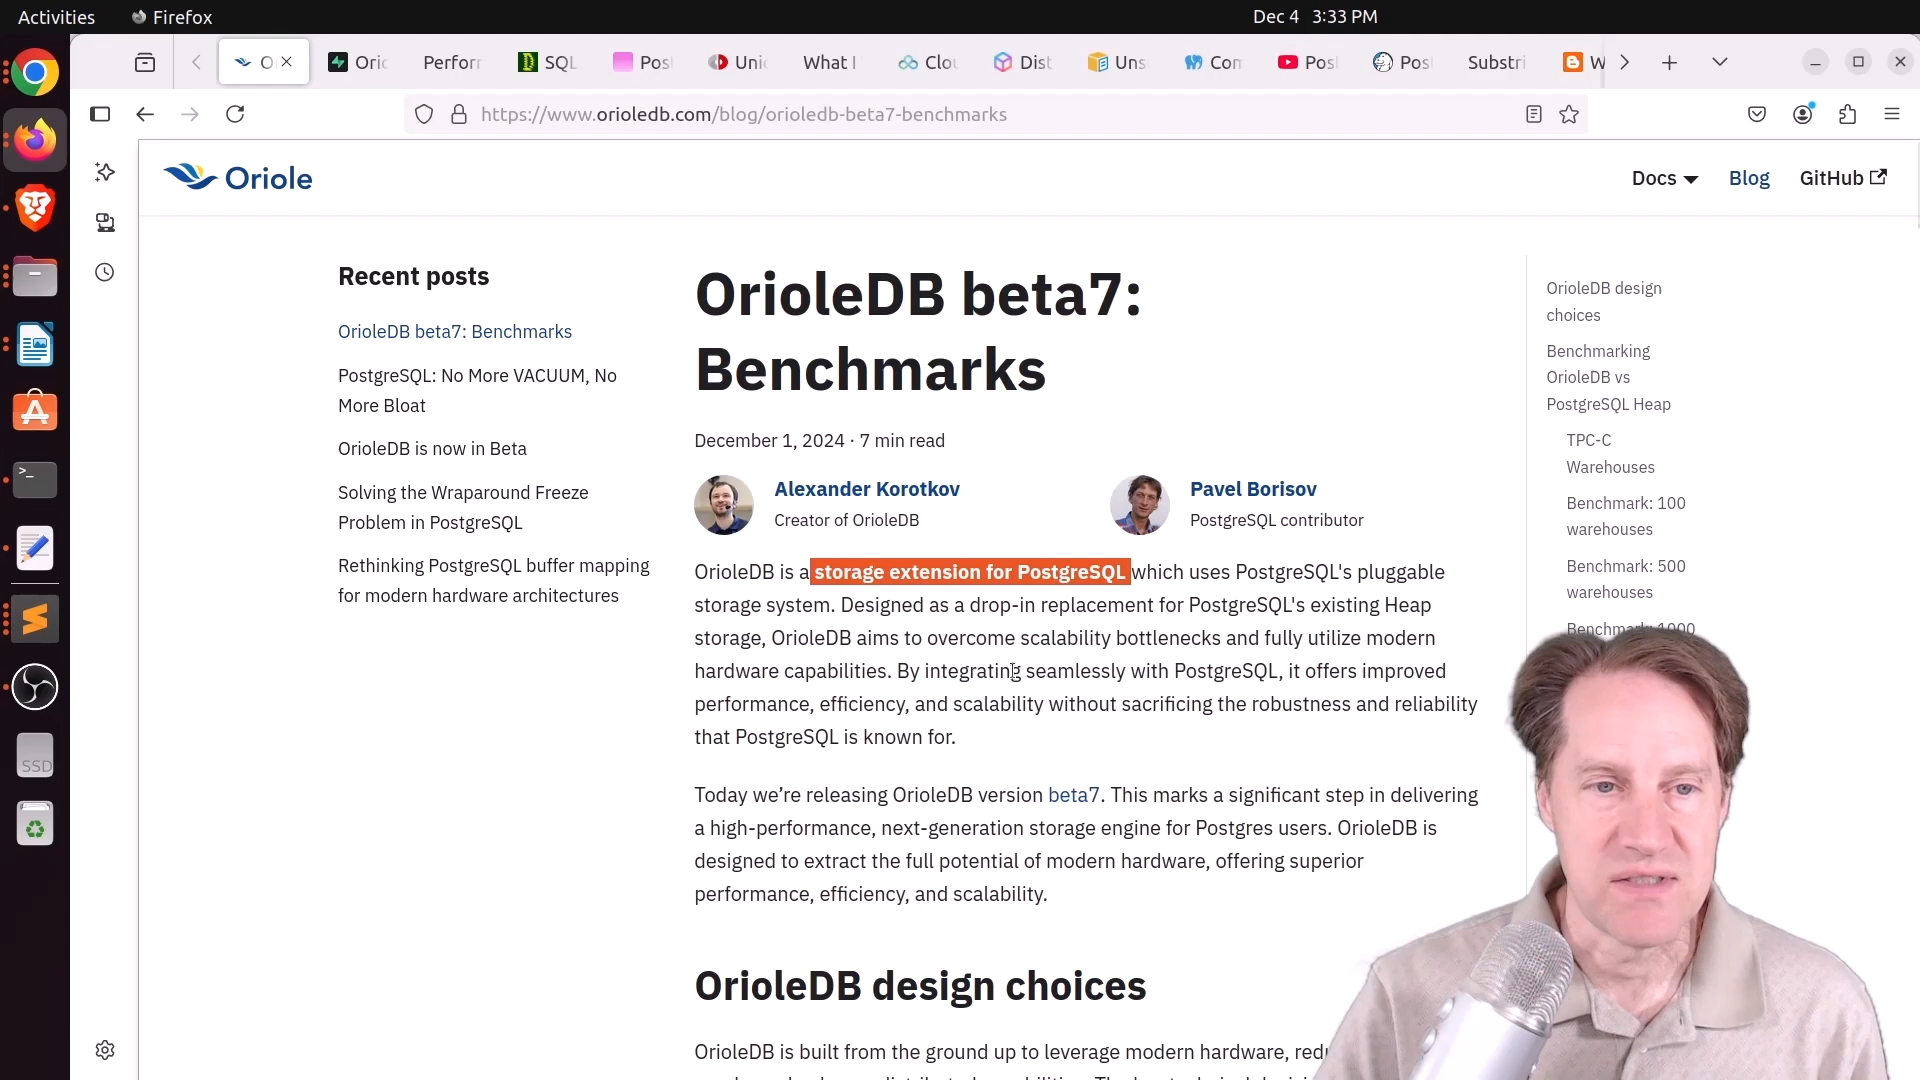 Activities
Firefox
Dec 4 3:33 PM
O
Oric
Perforr
SQL
Pos
Uni
What I
Clo
Dist
Uns
Con
Pos
Pos
Substri
W
https://www.orioledb.com/blog/orioledb-beta7-benchmarks
Oriole
Docs
Blog
GitHub
Recent posts
OrioleDB beta7: Benchmarks
PostgreSQL: No More VACUUM, No
More Bloat
OrioleDB is now in Beta
Solving the Wraparound Freeze
Problem in PostgreSQL
Rethinking PostgreSQL buffer mapping
for modern hardware architectures
OrioleDB beta7:
Benchmarks
December 1, 2024 · 7 min read
Alexander Korotkov
Creator of OrioleDB
Pavel Borisov
PostgreSQL contributor
OrioleDB is a storage extension for PostgreSQL which uses PostgreSQL's pluggable
storage system. Designed as a drop-in replacement for PostgreSQL's existing Heap
storage, OrioleDB aims to overcome scalability bottlenecks and fully utilize modern
hardware capabilities. By integrating seamlessly with PostgreSQL, it offers improved
performance, efficiency, and scalability without sacrificing the robustness and reliability
that PostgreSQL is known for.
Today we’re releasing OrioleDB version beta7. This marks a significant step in delivering
a high-performance, next-generation storage engine for Postgres users. OrioleDB is
designed to extract the full potential of modern hardware, offering superior
performance, efficiency, and scalability.
OrioleDB design choices
OrioleDB is built from the ground up to leverage modern hardware, redu
OrioleDB design
choices
Benchmarking
OrioleDB vs
PostgreSQL Heap
TPC-C
Warehouses
Benchmark: 100
warehouses
Benchmark: 500
warehouses
Benchmark: 1000
SSD